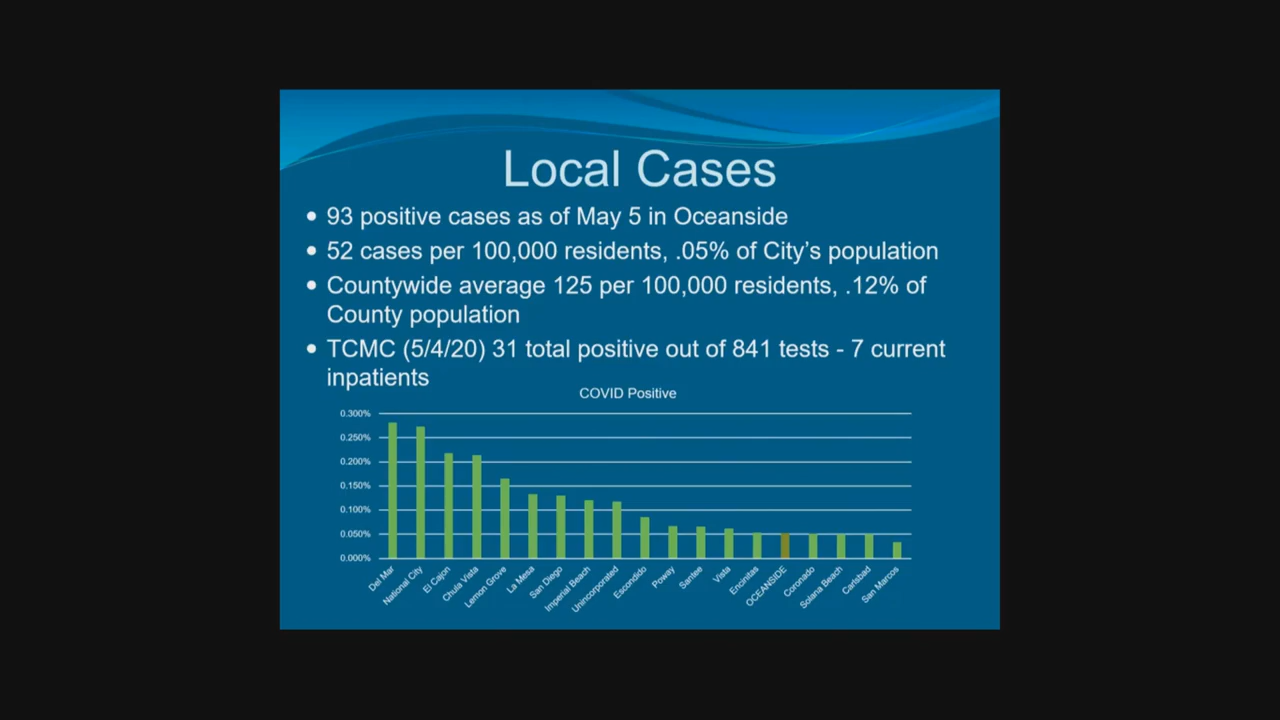 Local Cases
93 positive cases as of May 5 in Oceanside
52 cases per 100,000 residents, .05% of City's population
Countywide average 125 per 100,000 residents, .12% of
County population
TCMC (5/4/20) 31 total positive out of 841 tests - 7 current
inpatients
COVID Positive
0.300%
0.250%
0.200%
0.150%
0.100%
0.050%
0.000%
Del Mar
National City
El Cajon
Chula Vista
Lemon Grove
La Mesa
San Diego
Imperial Beach
Unincorporated
Escondido
Poway
Santee
Vista
Encinitas
OCEANSIDE
Coronado
Solana Beach
Carlsbad
San Marcos